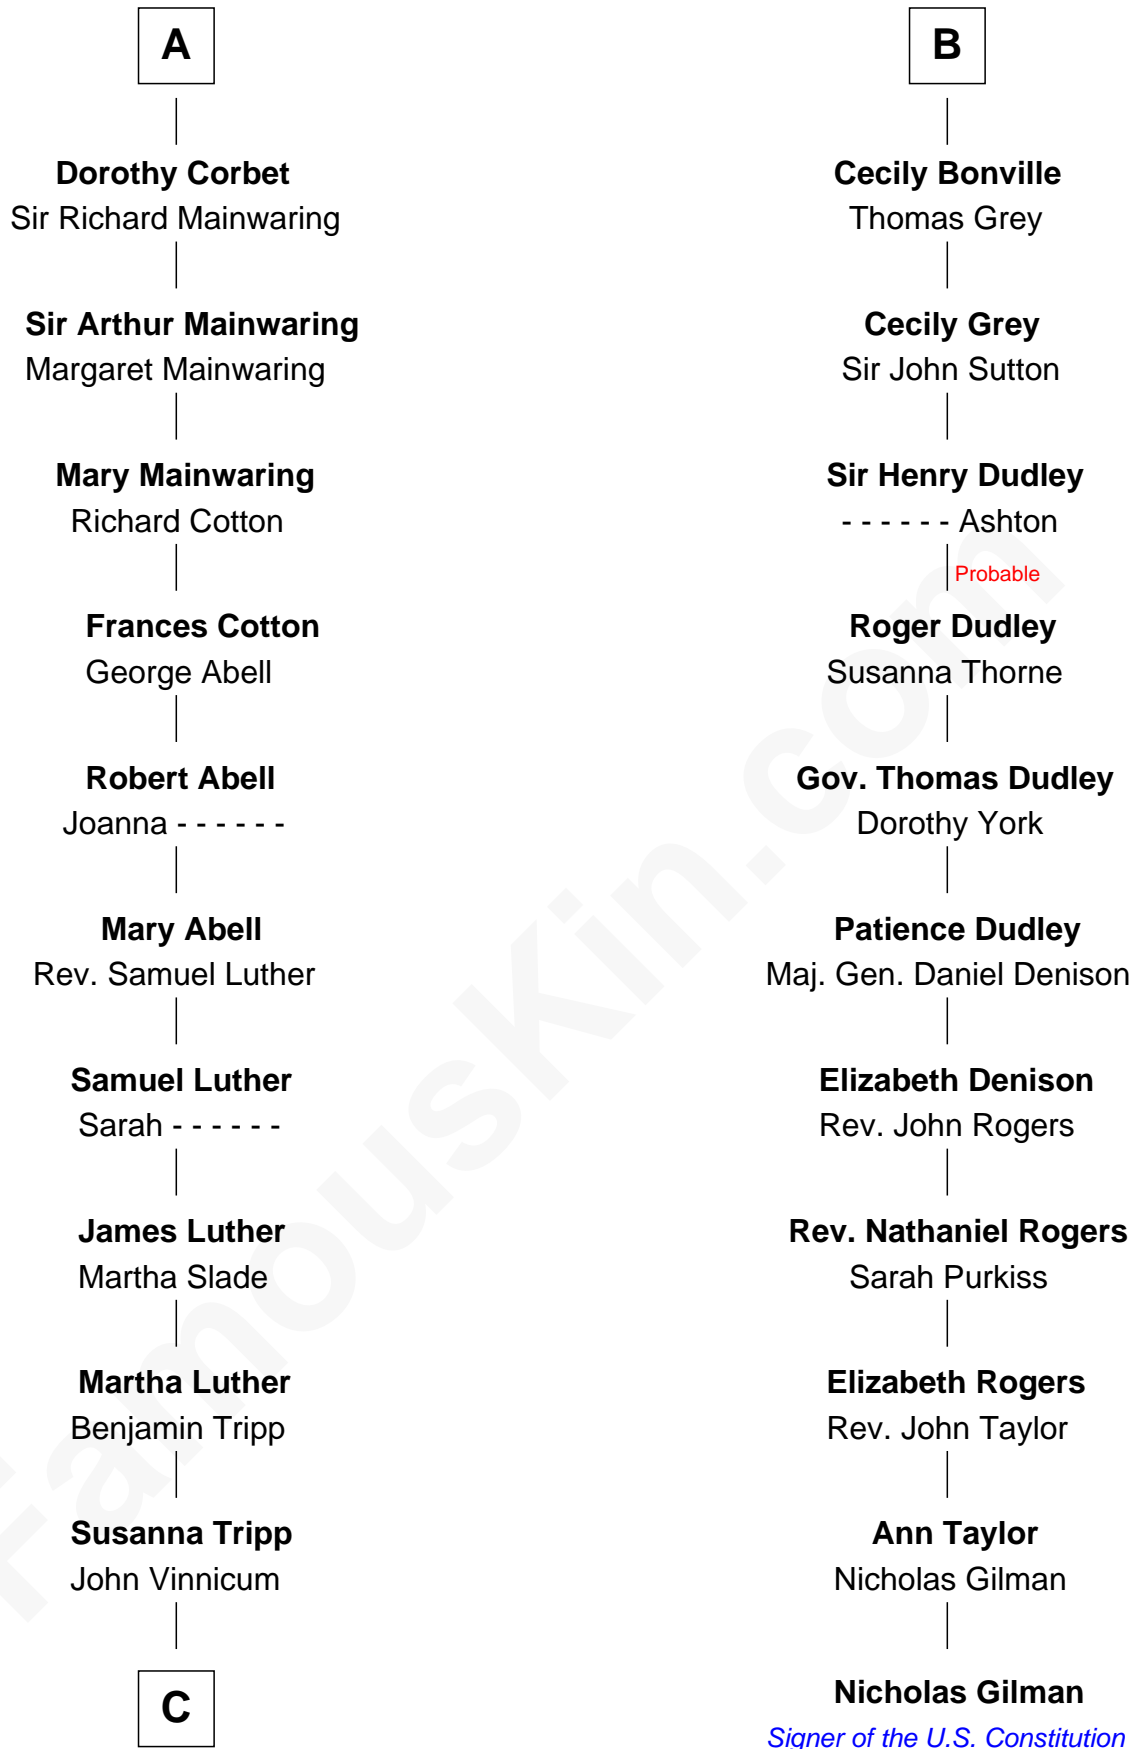 A
Dorothy Corbet
Sir Richard Mainwaring
Sir Arthur Mainwaring
Margaret Mainwaring
Mary Mainwaring
Richard Cotton
Frances Cotton
George Abell
Robert Abell
Joanna - - - - - -
Mary Abell
Rev. Samuel Luther
Samuel Luther
Sarah - - - - - -
James Luther
Martha Slade
Martha Luther
Benjamin Tripp
Susanna Tripp
John Vinnicum
C
B
Cecily Bonville
Thomas Grey
Cecily Grey
Sir John Sutton
Sir Henry Dudley
- - - - - - Ashton
Probable
Roger Dudley
Susanna Thorne
Gov. Thomas Dudley
Dorothy York
Patience Dudley
Maj. Gen. Daniel Denison
Elizabeth Denison
Rev. John Rogers
Rev. Nathaniel Rogers
Sarah Purkiss
Elizabeth Rogers
Rev. John Taylor
Ann Taylor
Nicholas Gilman
Nicholas Gilman
Signer of the U.S. Constitution
FamousKin.com